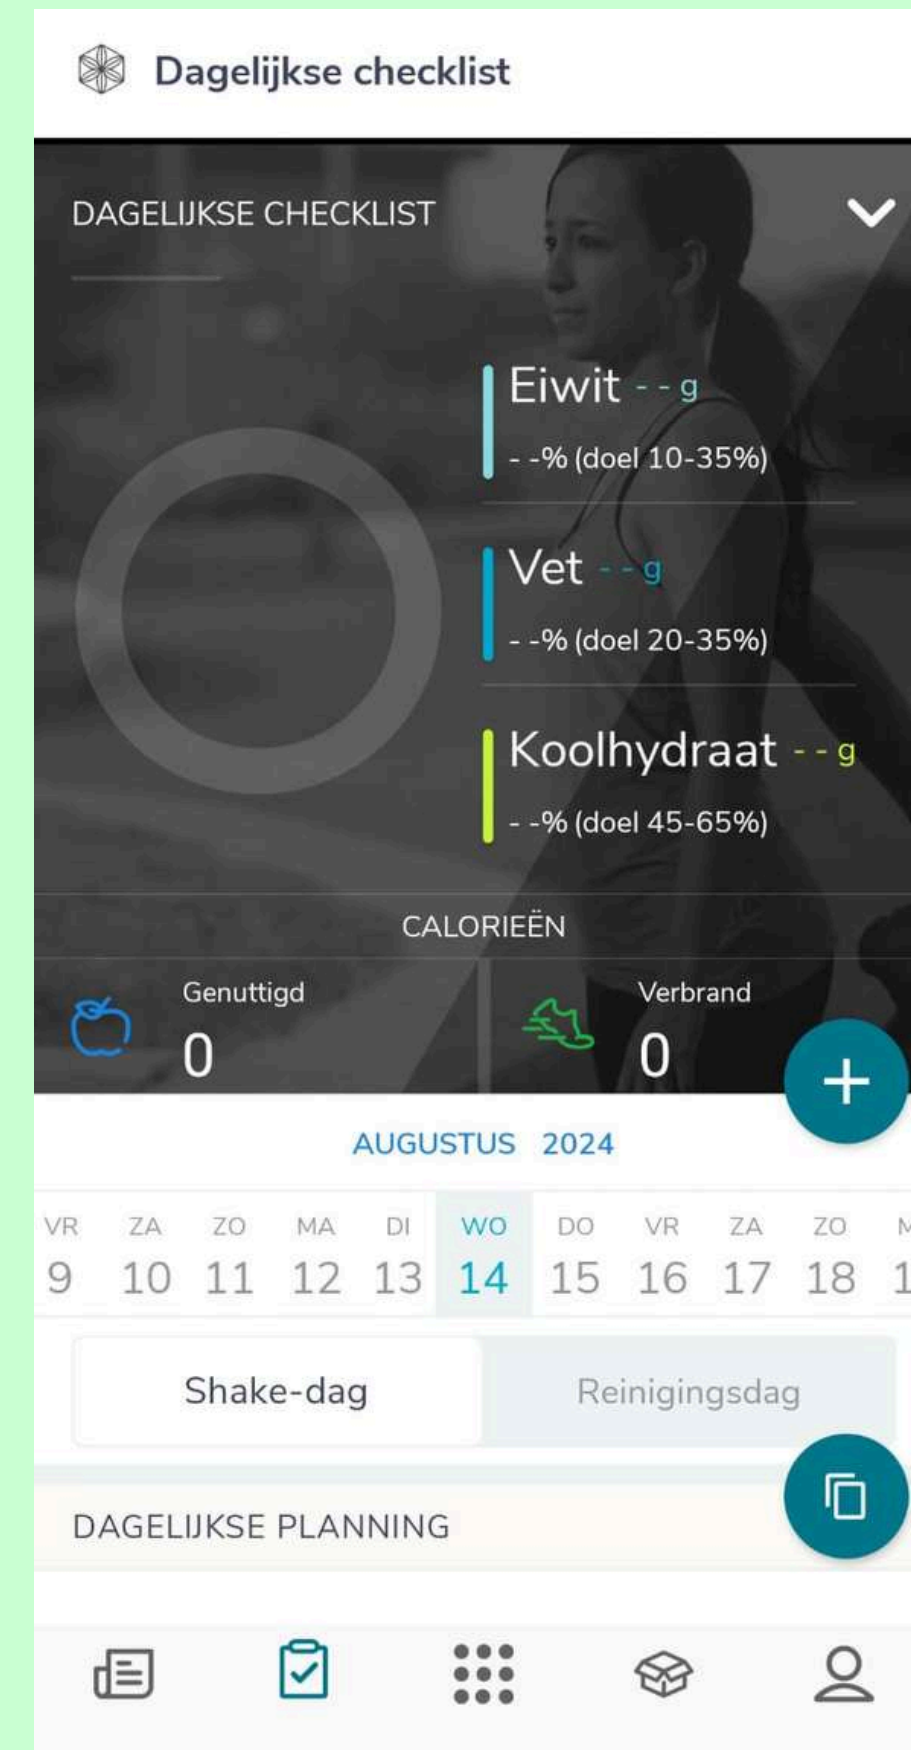 Dagelijkse checklist
DAGELIJKSE CHECKLIST
Eiwit - - g
- -% (doel 10-35%)
Vet - - g
- -% (doel 20-35%)
Koolhydraat - - g
- -% (doel 45-65%)
CALORIEËN
Genuttigd
0
Verbrand
0
AUGUSTUS 2024
VR ZA ZO MA DI WO DO VR ZA ZO
9 10 11 12 13 14 15 16 17 18
Shake-dag
Reinigingsdag
DAGELIJKSE PLANNING